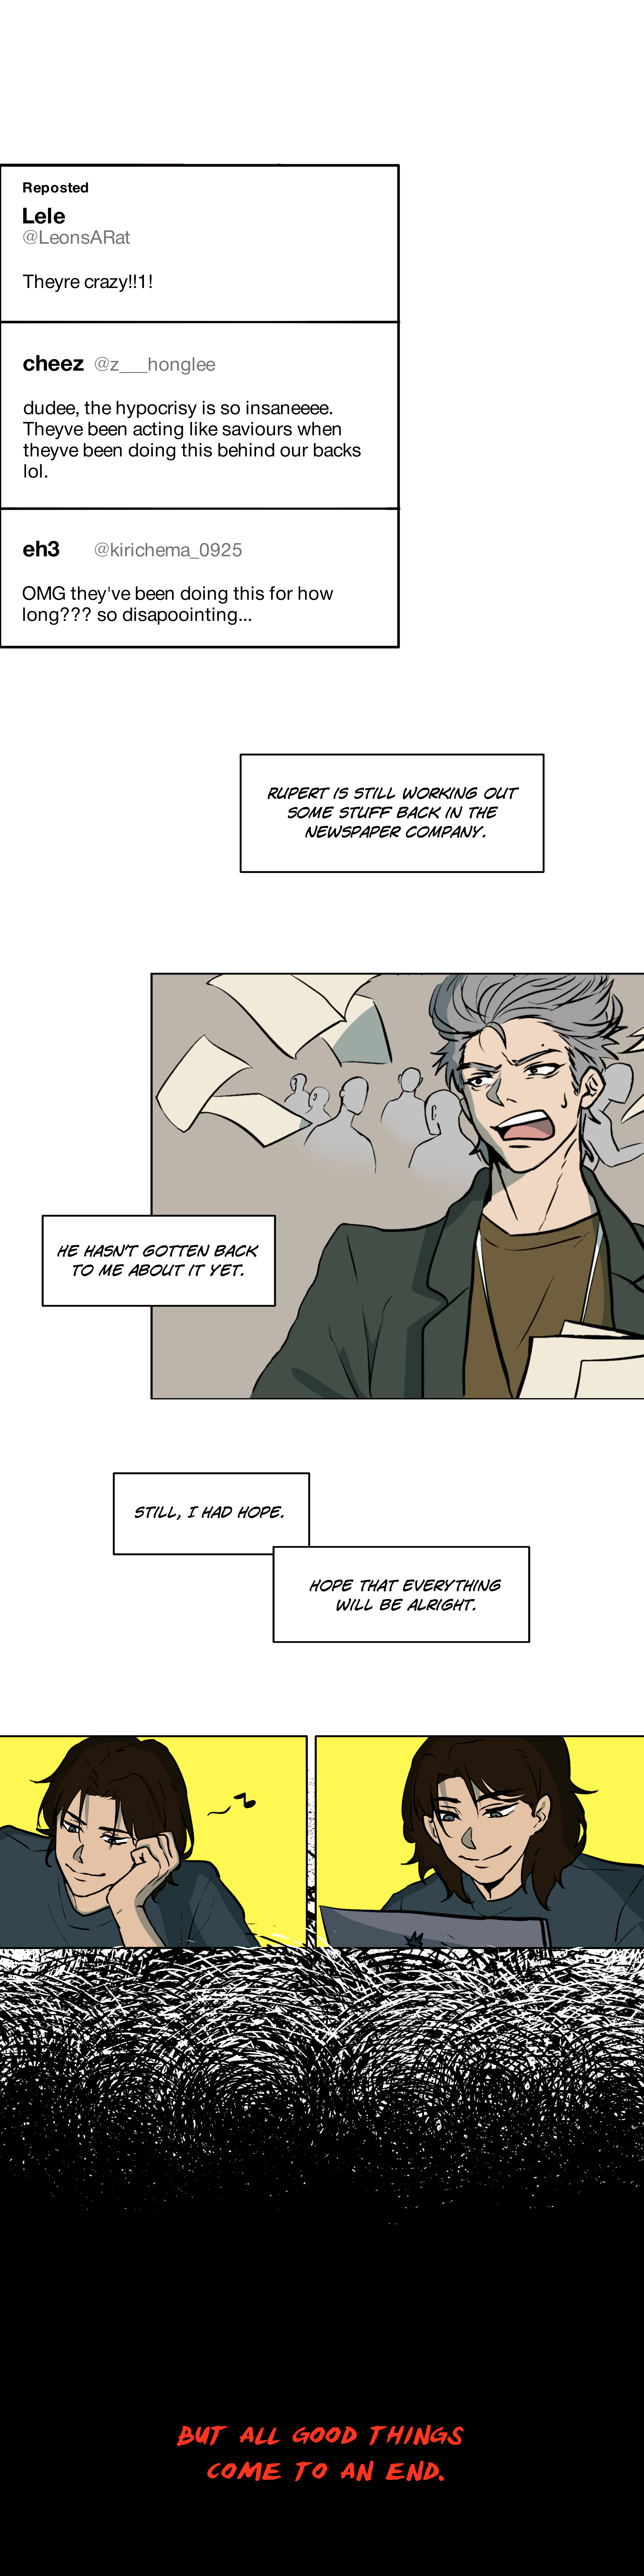 Reposted
Lele
@LeonsARat
Theyre crazy!!1!
cheez @z___honglee
dudee, the hypocrisy is so insaneeee.
Theyve been acting like saviours when
theyve been doing this behind our backs
lol.
eh3 @kirichema_0925
OMG they've been doing this for how
long??? so disapoointing...
RUPERT IS STILL WORKING OUT
SOME STUFF BACK IN THE
NEWSPAPER COMPANY.
HE HASN'T GOTTEN BACK
TO ME ABOUT IT YET.
STILL, I HAD HOPE.
HOPE THAT EVERYTHING
WILL BE ALRIGHT.
BUT ALL GOOD THINGS
COME TO AN END.